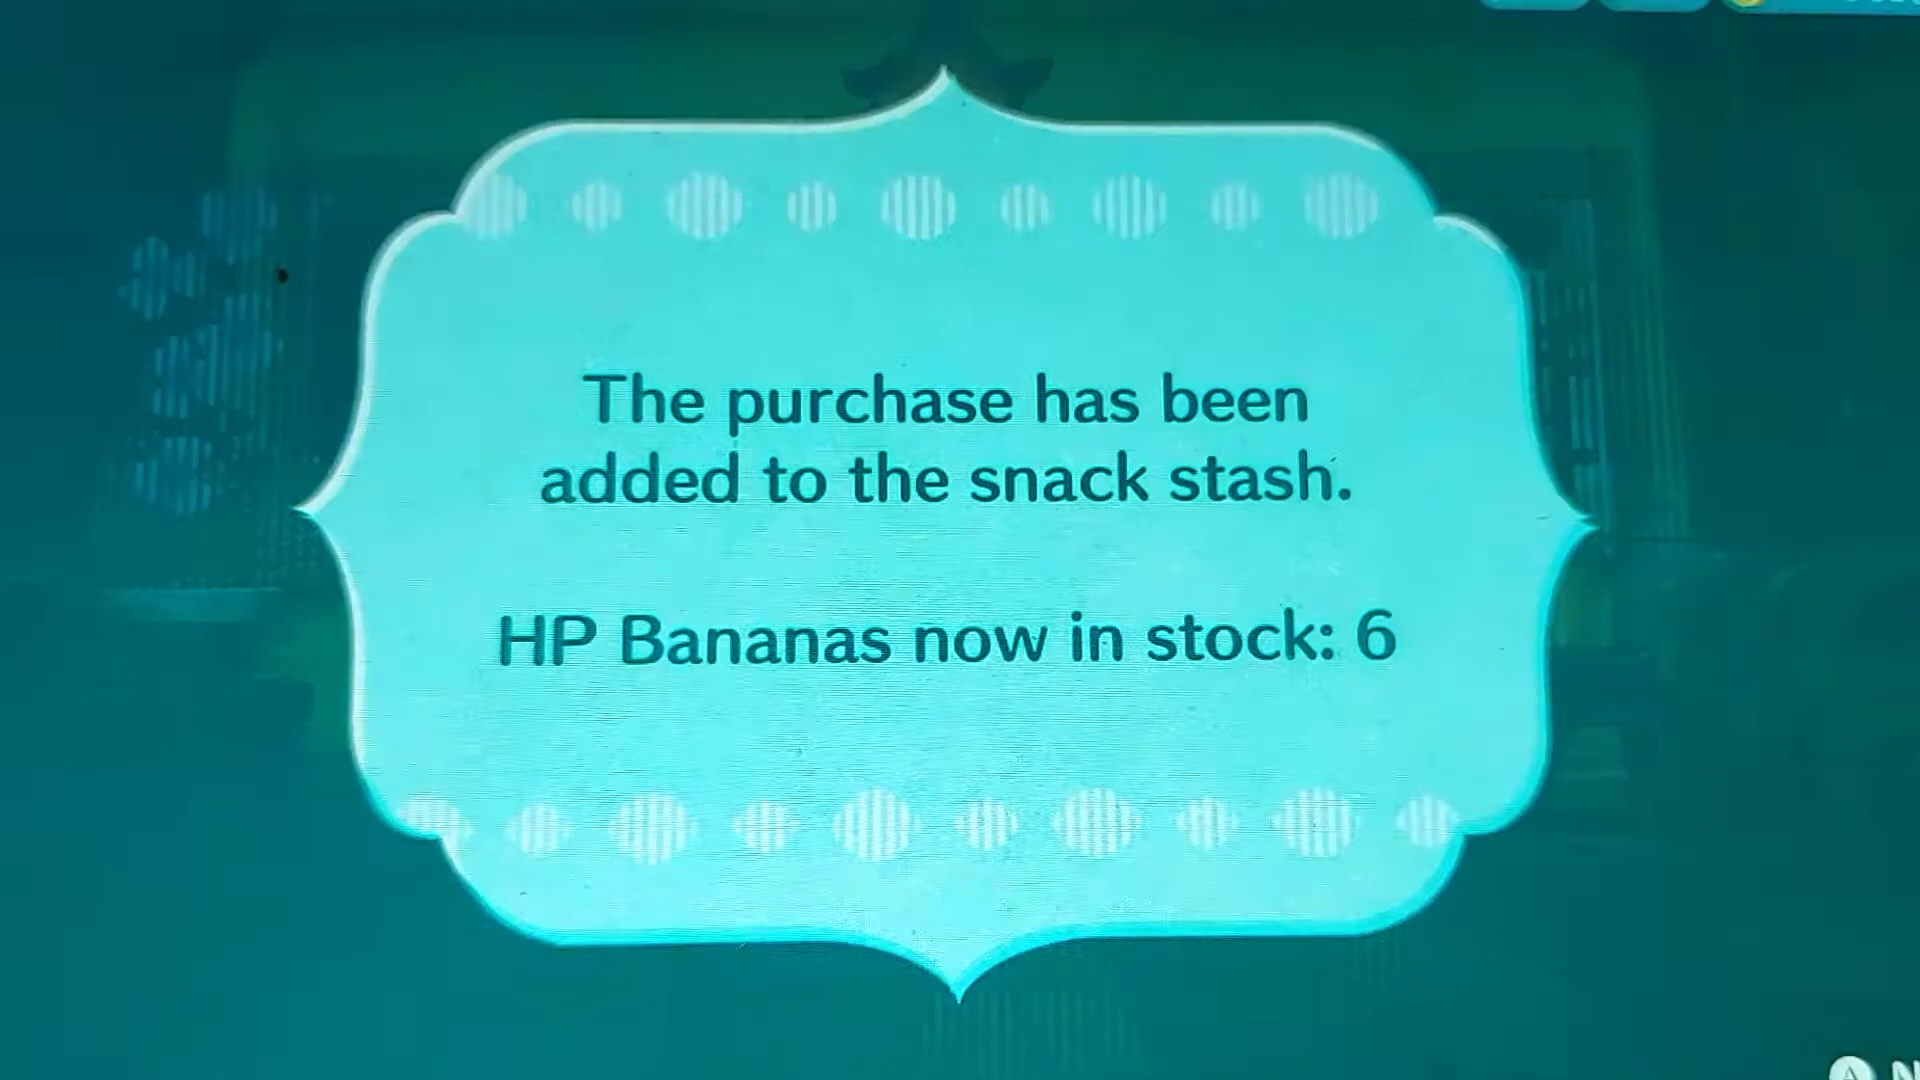 The purchase has been
added to the snack stash.
HP Bananas now in stock: 6
A